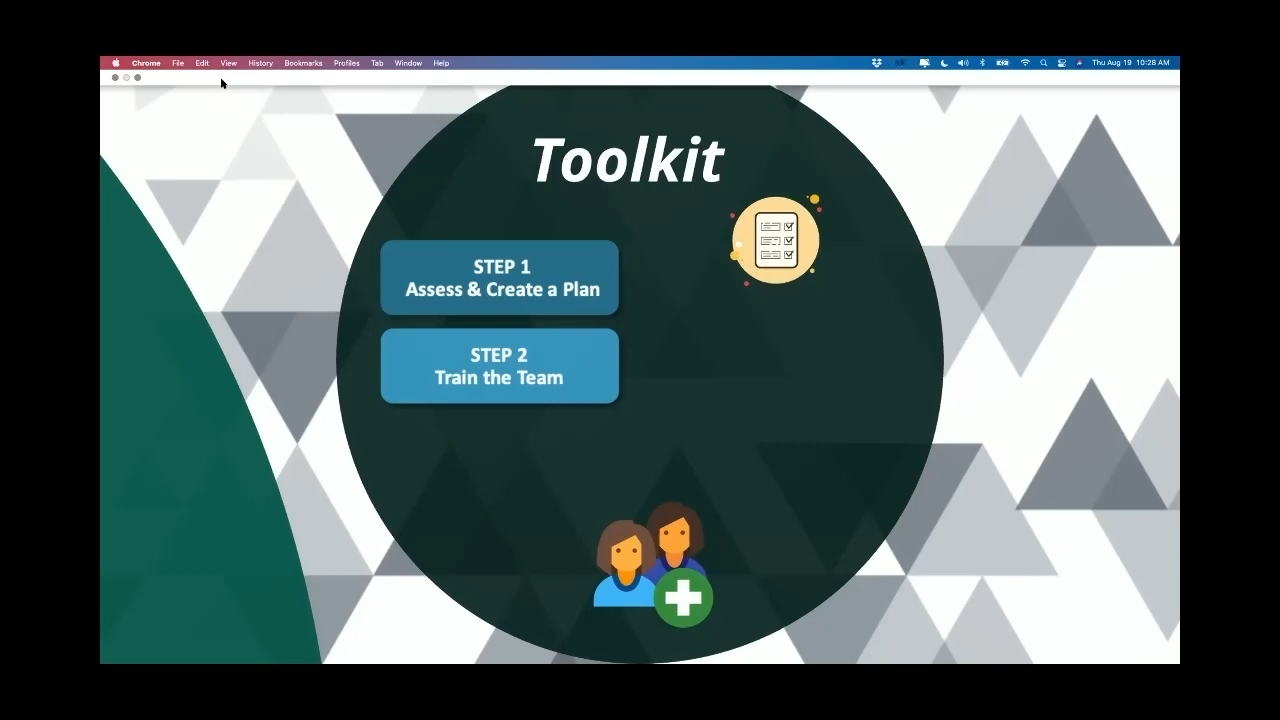 Chrome File Edit View History Bookmarks Profiles Tab Window Help Thu Aug 19 10:28 AM
Toolkit
STEP 1
Assess & Create a Plan
STEP 2
Train the Team